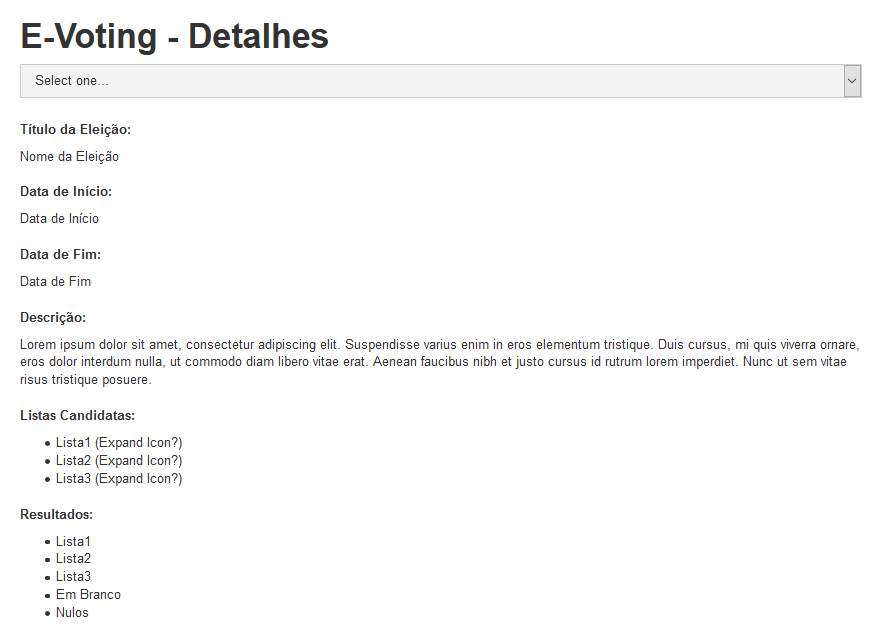 E-Voting - Detalhes
Select one...
Título da Eleição:
Nome da Eleição
Data de Início:
Data de Início
Data de Fim:
Data de Fim
Descrição:
Lorem ipsum dolor sit amet, consectetur adipiscing elit. Suspendisse varius enim in eros elementum tristique. Duis cursus, mi quis viverra ornare,
eros dolor interdum nulla, ut commodo diam libero vitae erat. Aenean faucibus nibh et justo cursus id rutrum lorem imperdiet. Nunc ut sem vitae
risus tristique posuere.
Listas Candidatas:
• Lista1 (Expand Icon?)
• Lista2 (Expand Icon?)
• Lista3 (Expand Icon?)
Resultados:
• Lista1
• Lista2
• Lista3
• Em Branco
• Nulos